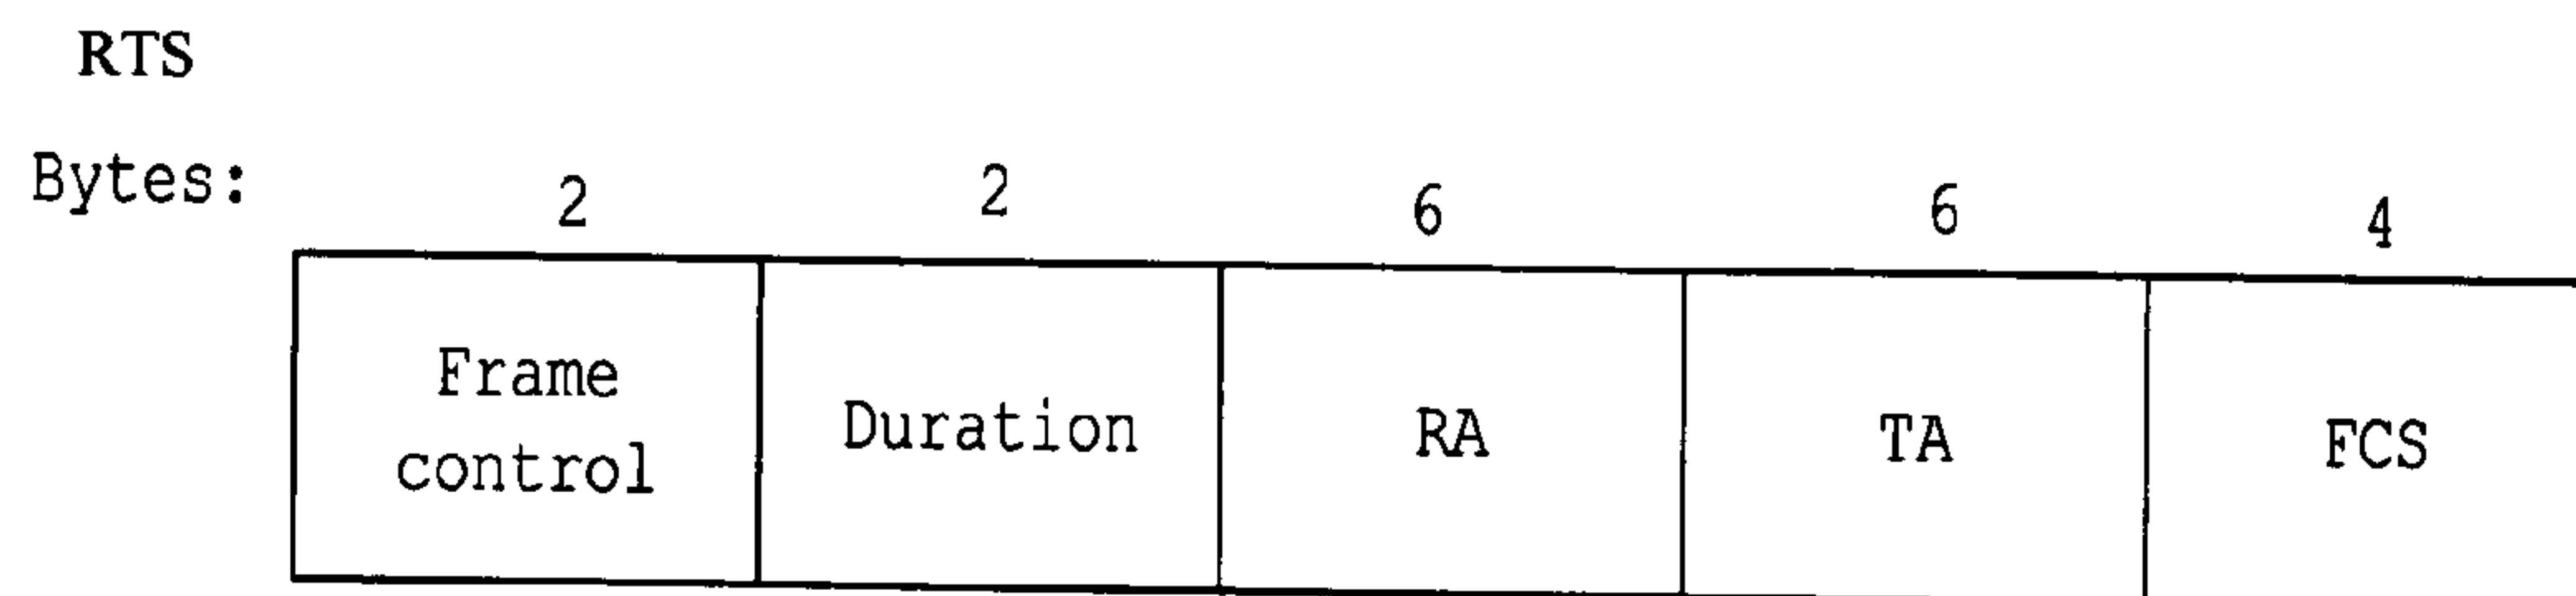 RTS
Bytes: 2 2 6 6 4
Frame
control
Duration
RA
TA
FCS